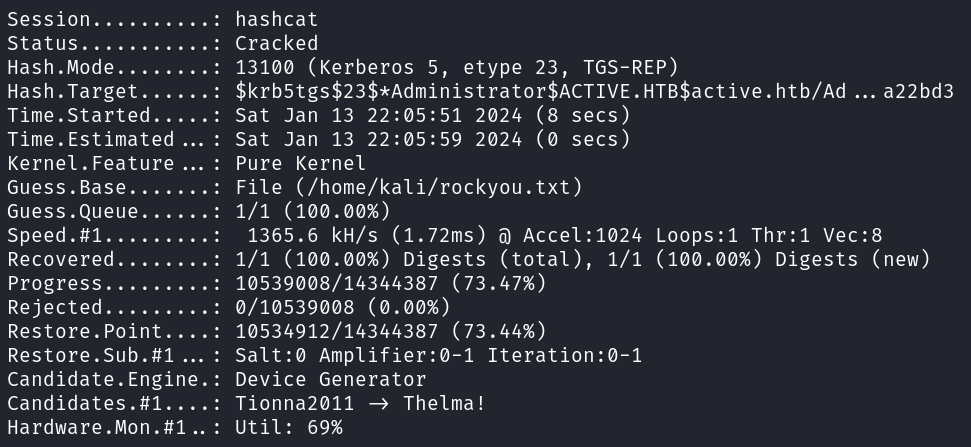 Session..........: hashcat
Status...........: Cracked
Hash.Mode........: 13100 (Kerberos 5, etype 23, TGS-REP)
Hash.Target......: $krb5tgs$23$*Administrator$ACTIVE.HTB$active.htb/Ad...a22bd3
Time.Started.....: Sat Jan 13 22:05:51 2024 (8 secs)
Time.Estimated...: Sat Jan 13 22:05:59 2024 (0 secs)
Kernel.Feature...: Pure Kernel
Guess.Base.......: File (/home/kali/rockyou.txt)
Guess.Queue......: 1/1 (100.00%)
Speed.#1.........:  1365.6 kH/s (1.72ms) @ Accel:1024 Loops:1 Thr:1 Vec:8
Recovered........: 1/1 (100.00%) Digests (total), 1/1 (100.00%) Digests (new)
Progress.........: 10539008/14344387 (73.47%)
Rejected.........: 0/10539008 (0.00%)
Restore.Point....: 10534912/14344387 (73.44%)
Restore.Sub.#1...: Salt:0 Amplifier:0-1 Iteration:0-1
Candidate.Engine.: Device Generator
Candidates.#1....: Tionna2011 -> Thelma!
Hardware.Mon.#1..: Util: 69%